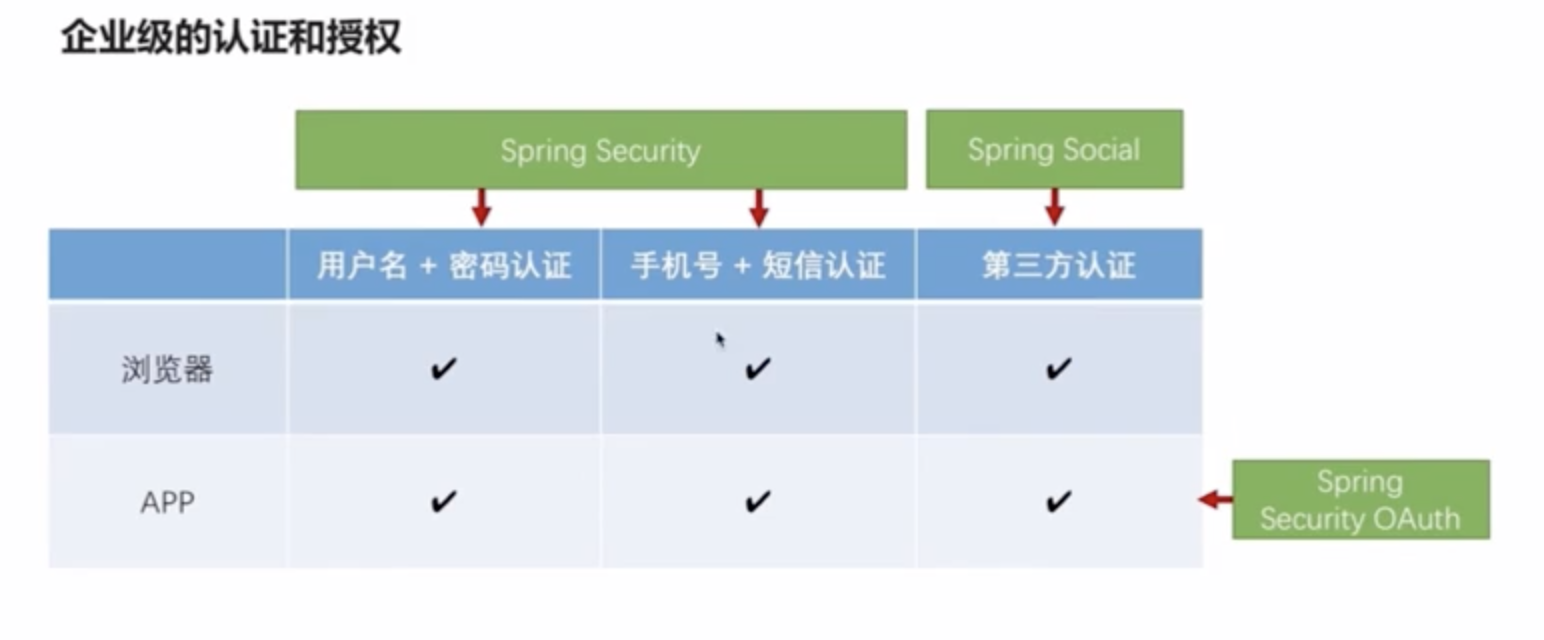 企业级的认证和授权
Spring Security
Spring Social
用户名 + 密码认证
手机号 + 短信认证
第三方认证
浏览器
✔ ✔ ✔
APP
✔ ✔ ✔
Spring
Security OAuth